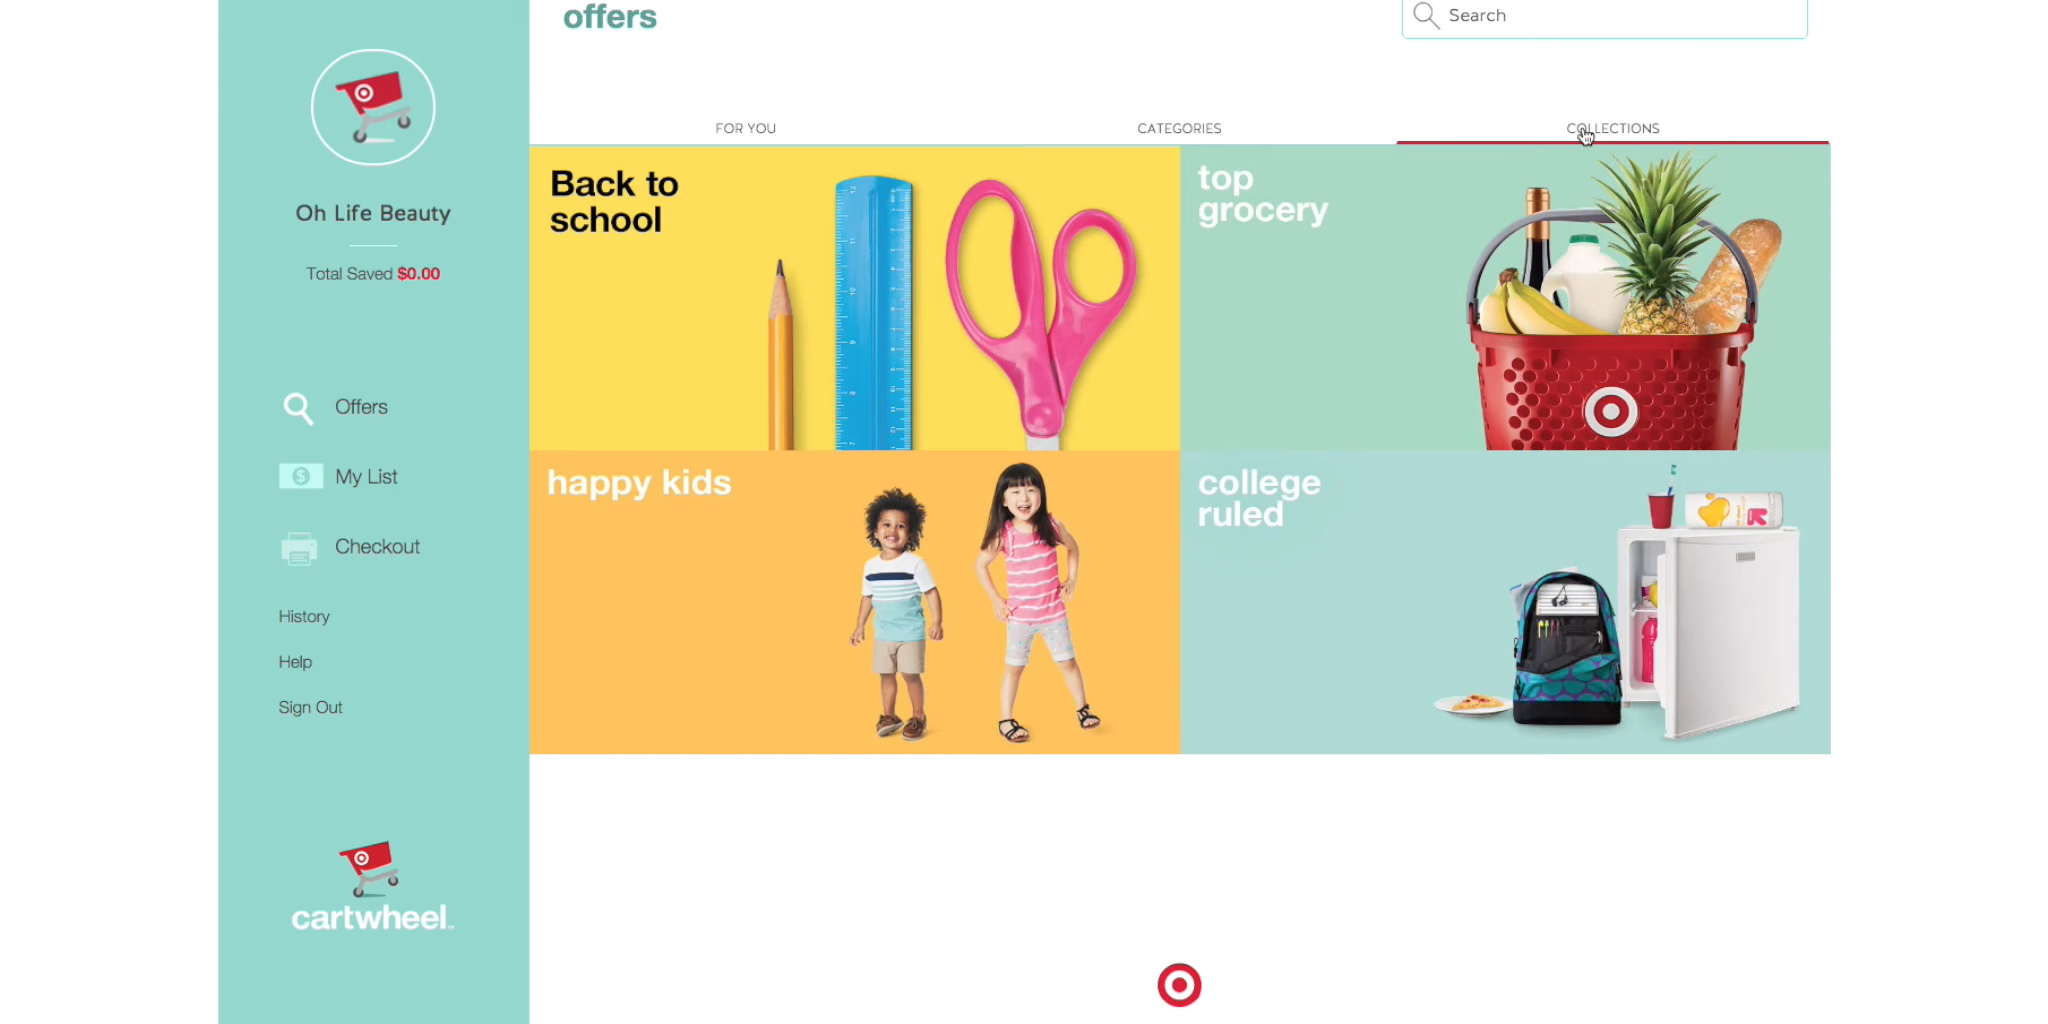 offers
Search
Oh Life Beauty
Total Saved $0.00
Offers
My List
Checkout
History
Help
Sign Out
cartwheel™
FOR YOU
CATEGORIES
COLLECTIONS
Back to
school
top
grocery
happy kids
college
ruled